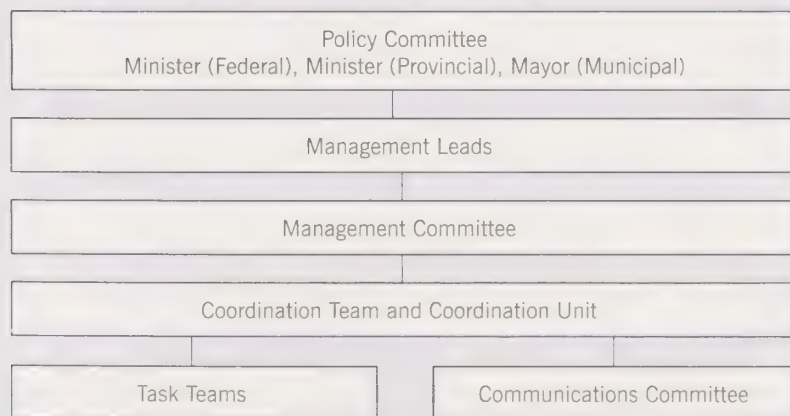 Policy Committee
Minister (Federal), Minister (Provincial), Mayor (Municipal)
Management Leads
Management Committee
Coordination Team and Coordination Unit
Task Teams
Communications Committee